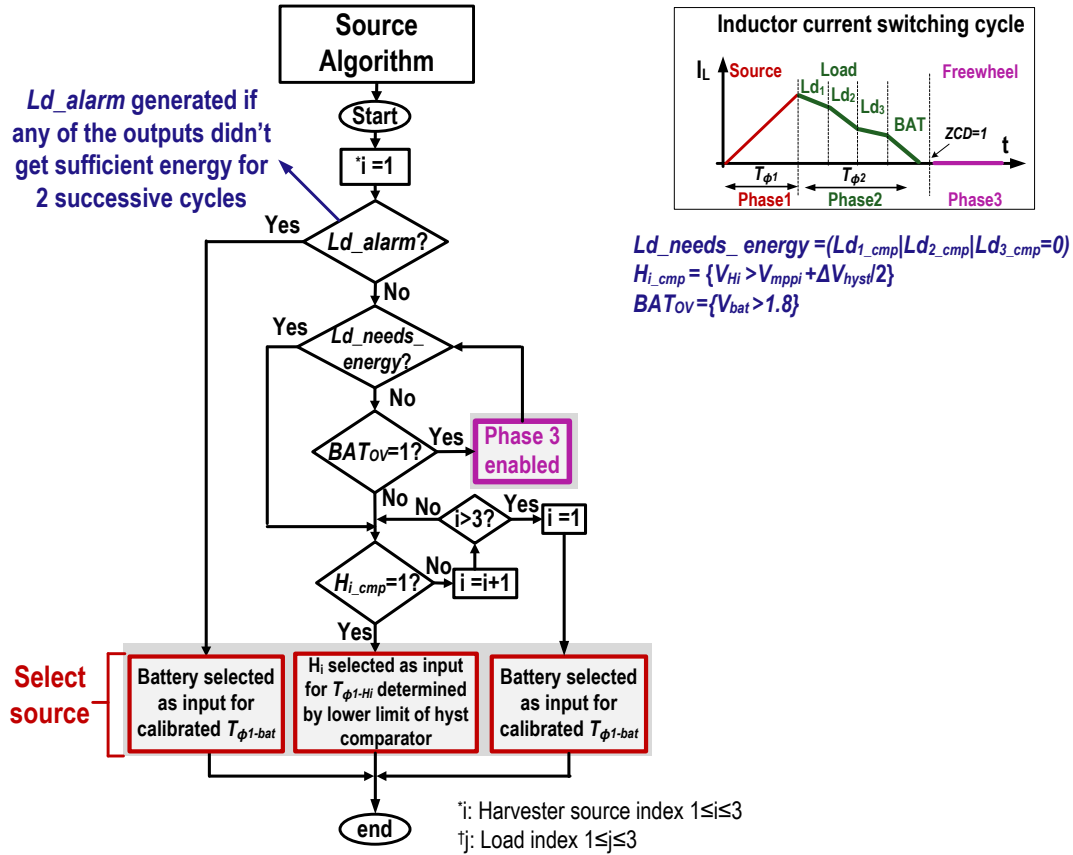 Source
Algorithm
Start
*i =1
Ld_alarm generated if
any of the outputs didn't
get sufficient energy for
2 successive cycles
Yes
Ld_alarm?
No
Yes
Ld_needs_
energy?
No
BATOV=1?
Yes
Phase 3
enabled
No
No
i>3?
Yes
i =1
Hi_cmp=1?
No
i =i+1
Yes
Select
source
Battery selected
as input for
calibrated Tϕ1-bat
Hi selected as input
for Tϕ1-Hi determined
by lower limit of hyst
comparator
Battery selected
as input for
calibrated Tϕ1-bat
end
*i: Harvester source index 1≤i≤3
†j: Load index 1≤j≤3
Inductor current switching cycle
IL
Source
Load
Freewheel
Ld1
Ld2
Ld3
BAT
ZCD=1
t
Tϕ1
Tϕ2
Phase1
Phase2
Phase3
Ld_needs_ energy =(Ld1_cmp|Ld2_cmp|Ld3_cmp=0)
Hi_cmp = {VHi >Vmppi +ΔVhyst/2}
BATOV ={Vbat >1.8}